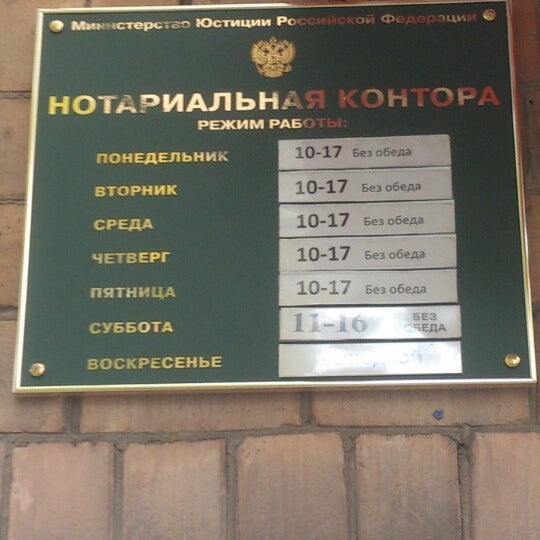 Министерство Юстиции Российской Федерации
НОТАРИАЛЬНАЯ КОНТОРА
РЕЖИМ РАБОТЫ:
ПОНЕДЕЛЬНИК 10-17 Без обеда
ВТОРНИК 10-17 Без обеда
СРЕДА 10-17 Без обеда
ЧЕТВЕРГ 10-17 Без обеда
ПЯТНИЦА 10-17 Без обеда
СУББОТА 11-16 БЕЗ ОБЕДА
ВОСКРЕСЕНЬЕ ВЫХОДНОЙ